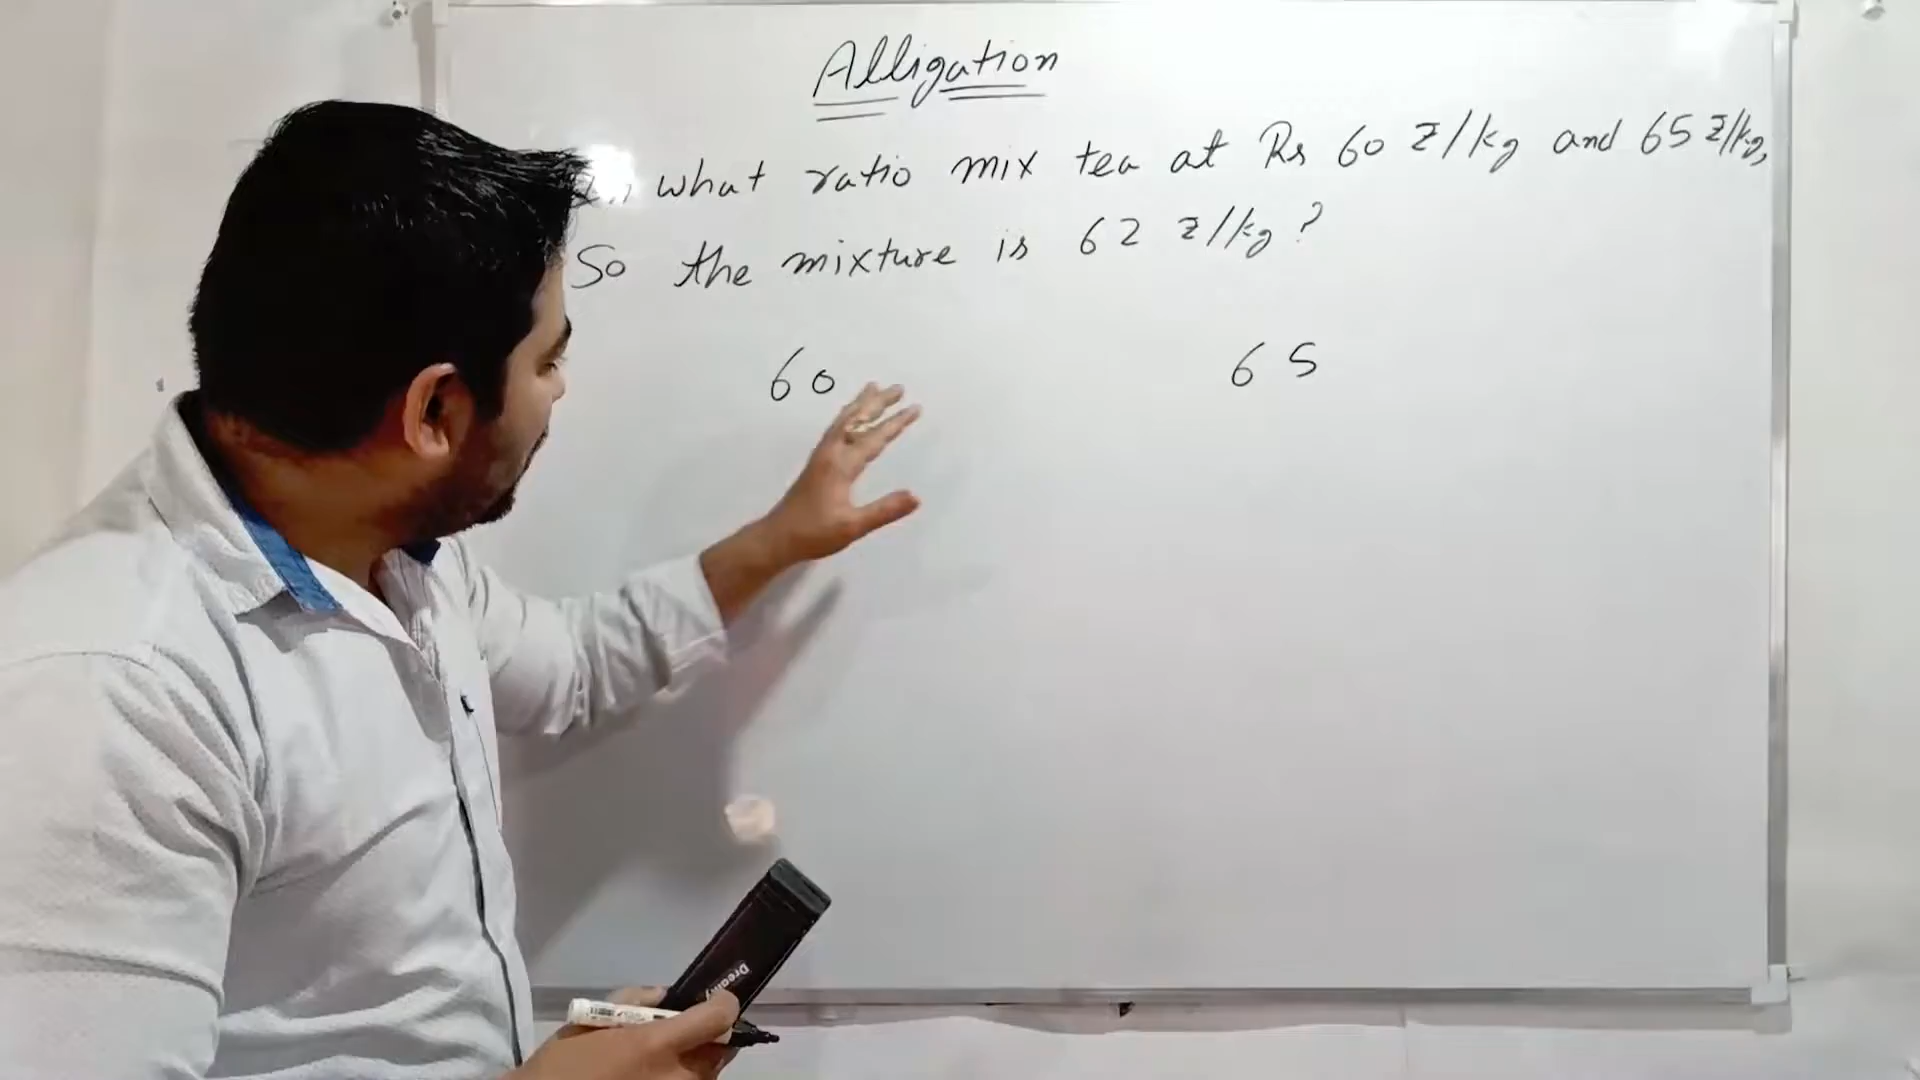 Alligation
what ratio mix tea at Rs 60 ₹/kg and 65 ₹/kg,
So the mixture is 62 ₹/kg ?
60 65